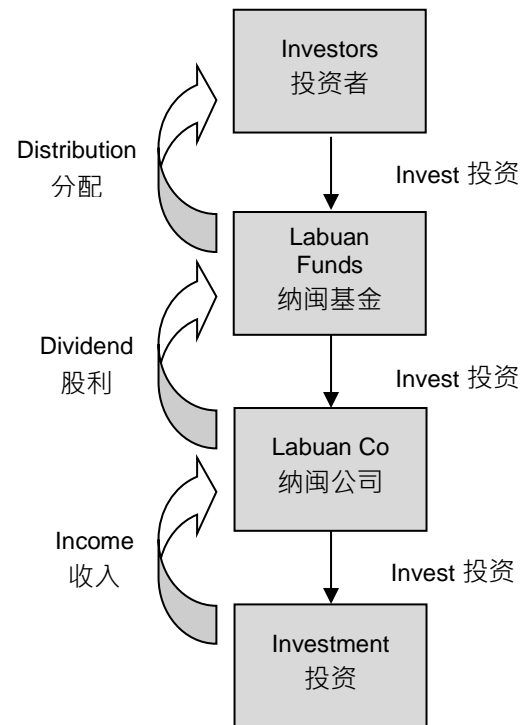 Investors
投资者
Distribution
分配
Invest 投资
Labuan
Funds
纳闽基金
Dividend
股利
Invest 投资
Labuan Co
纳闽公司
Income
收入
Invest 投资
Investment
投资